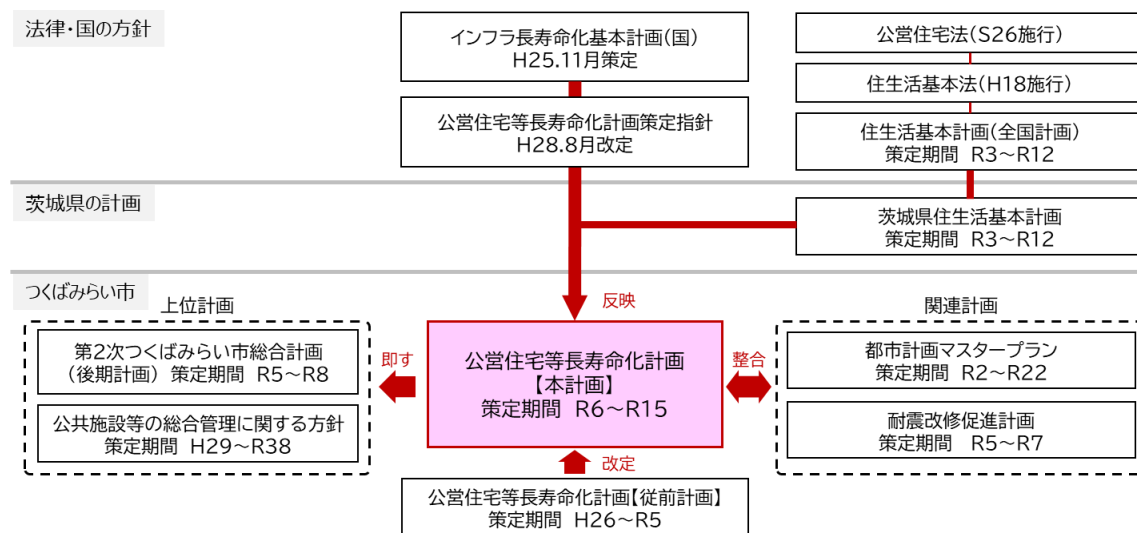 法律・国の方針
インフラ長寿命化基本計画(国)
H25.11月策定
公営住宅等長寿命化計画策定指針
H28.8月改定
公営住宅法(S26施行)
住生活基本法(H18施行)
住生活基本計画(全国計画)
策定期間 R3～R12
茨城県の計画
茨城県住生活基本計画
策定期間 R3～R12
つくばみらい市
反映
上位計画
第2次つくばみらい市総合計画
(後期計画) 策定期間 R5～R8
公共施設等の総合管理に関する方針
策定期間 H29～R38
即す
公営住宅等長寿命化計画
【本計画】
策定期間 R6～R15
整合
関連計画
都市計画マスタープラン
策定期間 R2～R22
耐震改修促進計画
策定期間 R5～R7
改定
公営住宅等長寿命化計画【従前計画】
策定期間 H26～R5